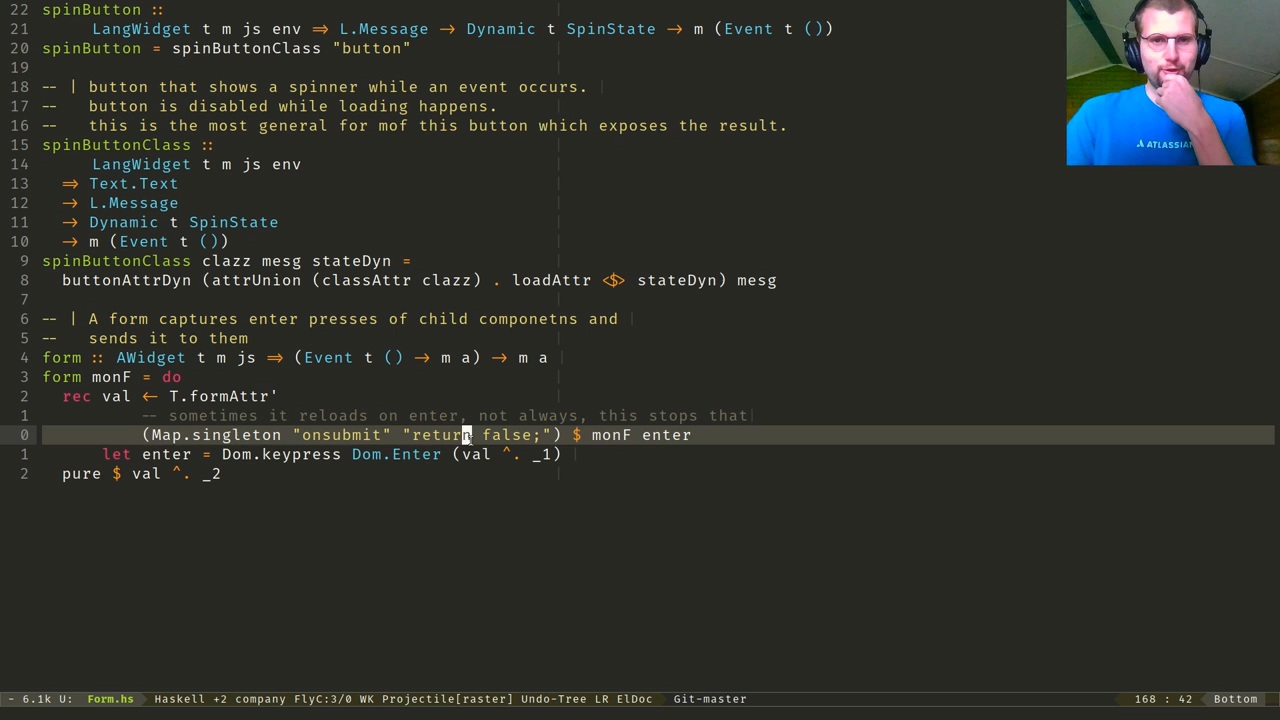 22 spinButton ::
21 LangWidget t m js env ⇒ L.Message → Dynamic t SpinState → m (Event t ())
20 spinButton = spinButtonClass "button"
19
18 -- | button that shows a spinner while an event occurs.
17 -- button is disabled while loading happens.
16 -- this is the most general for mof this button which exposes the result.
15 spinButtonClass ::
14 LangWidget t m js env
13 ⇒ Text.Text
12 → L.Message
11 → Dynamic t SpinState
10 → m (Event t ())
9 spinButtonClass clazz mesg stateDyn =
8 buttonAttrDyn (attrUnion (classAttr clazz) . loadAttr <$> stateDyn) mesg
7
6 -- | A form captures enter presses of child componetns and
5 -- sends it to them
4 form :: AWidget t m js ⇒ (Event t () → m a) → m a
3 form monF = do
2 rec val ← T.formAttr'
1 -- sometimes it reloads on enter, not always, this stops that
0 (Map.singleton "onsubmit" "return false;") $ monF enter
1 let enter = Dom.keypress Dom.Enter (val ^. _1)
2 pure $ val ^. _2
ATLASSIAN
- 6.1k U: Form.hs Haskell +2 company FlyC:3/0 WK Projectile[raster] Undo-Tree LR ElDoc Git-master 168 : 42 Bottom